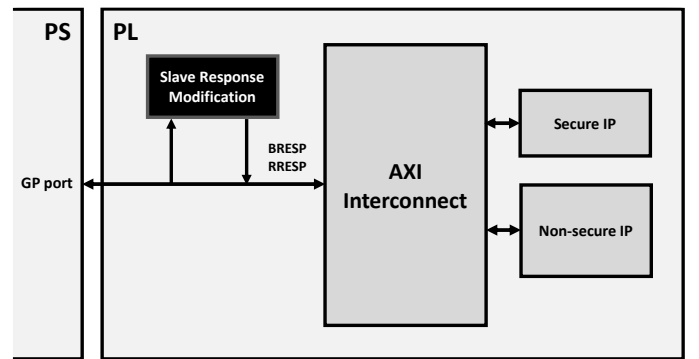 PS
PL
Slave Response
Modification
BRESP
RRESP
GP port
AXI
Interconnect
Secure IP
Non-secure IP